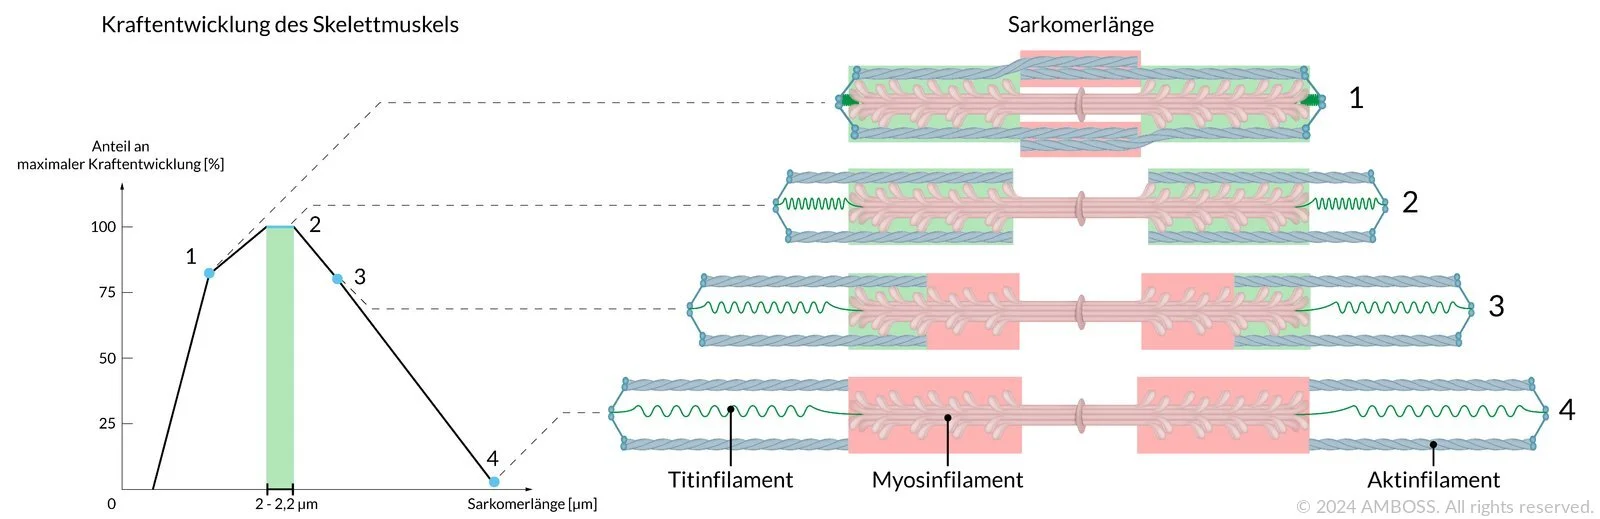 Kraftentwicklung des Skelettmuskels
Sarkomerlänge
Anteil an
maximaler Kraftentwicklung [%]
100
75
50
25
0
1
2
3
4
2 - 2,2 µm
Sarkomerlänge [µm]
1
2
3
4
Titinfilament
Myosinfilament
Aktinfilament
© 2024 AMBOSS. All rights reserved.